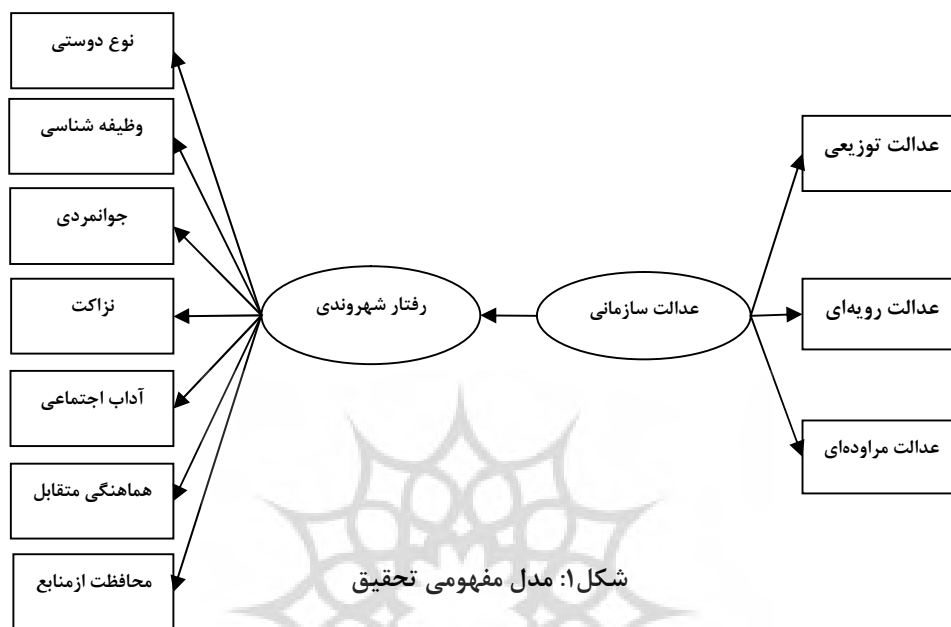 عدالت توزیعی
عدالت رویه‌ای
عدالت مراوده‌ای
عدالت سازمانی
رفتار شهروندی
نوع دوستی
وظیفه شناسی
جوانمردی
نزاکت
آداب اجتماعی
هماهنگی متقابل
محافظت ازمنابع
شکل۱: مدل مفهومی تحقیق